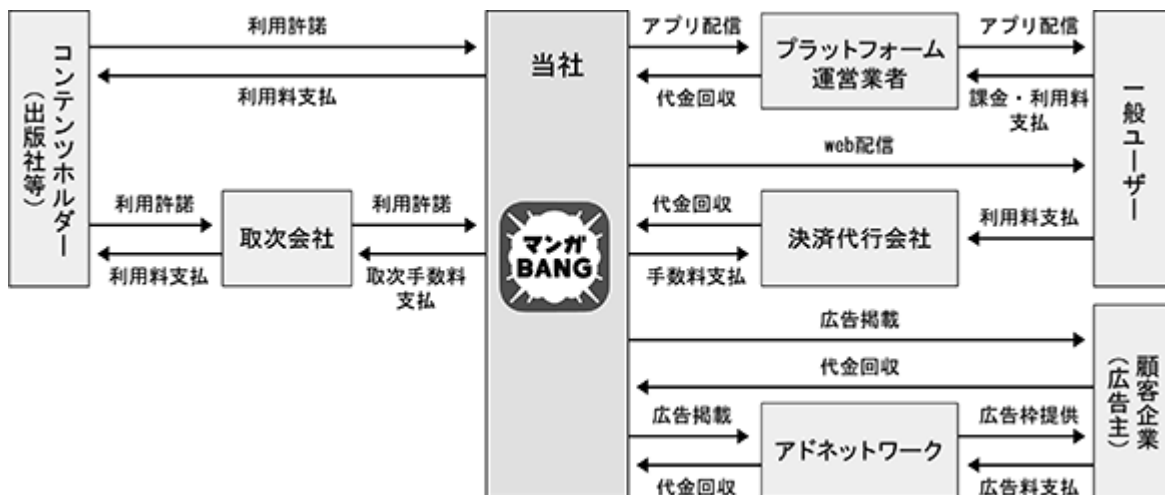 コンテンツホルダー
（出版社等）
利用許諾
利用料支払
利用許諾
利用料支払
取次会社
利用許諾
取次手数料
支払
当社
マンガ
BANG
アプリ配信
代金回収
プラットフォーム
運営業者
アプリ配信
課金・利用料
支払
web配信
代金回収
手数料支払
決済代行会社
利用料支払
一般ユーザー
広告掲載
代金回収
広告掲載
代金回収
アドネットワーク
広告枠提供
広告料支払
顧客企業
（広告主）